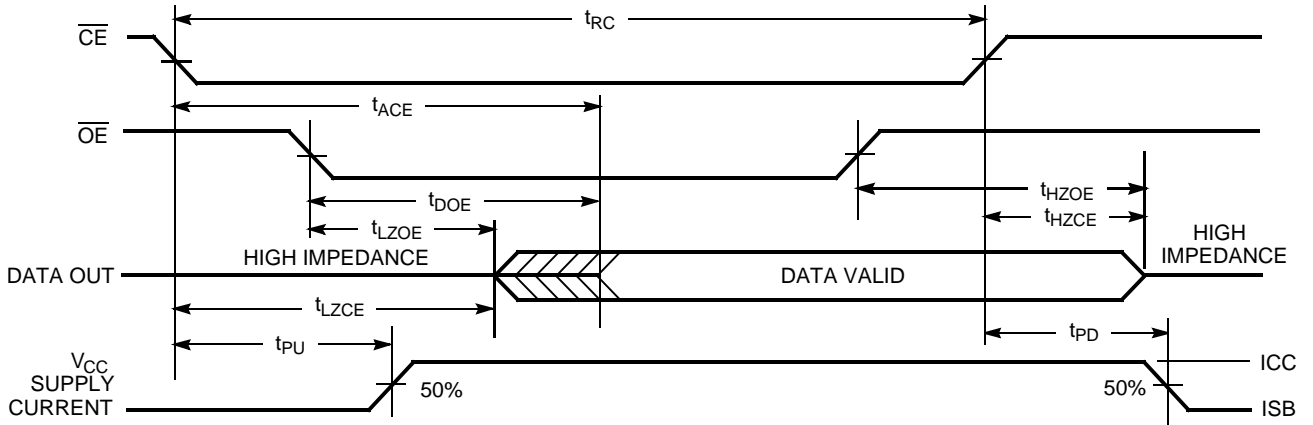 tRC
CE
tACE
OE
tDOE
tHZOE
tLZOE
tHZCE
HIGH IMPEDANCE
HIGH
IMPEDANCE
DATA OUT
DATA VALID
tLZCE
tPU
tPD
VCC
SUPPLY
CURRENT
50%
50%
ICC
ISB